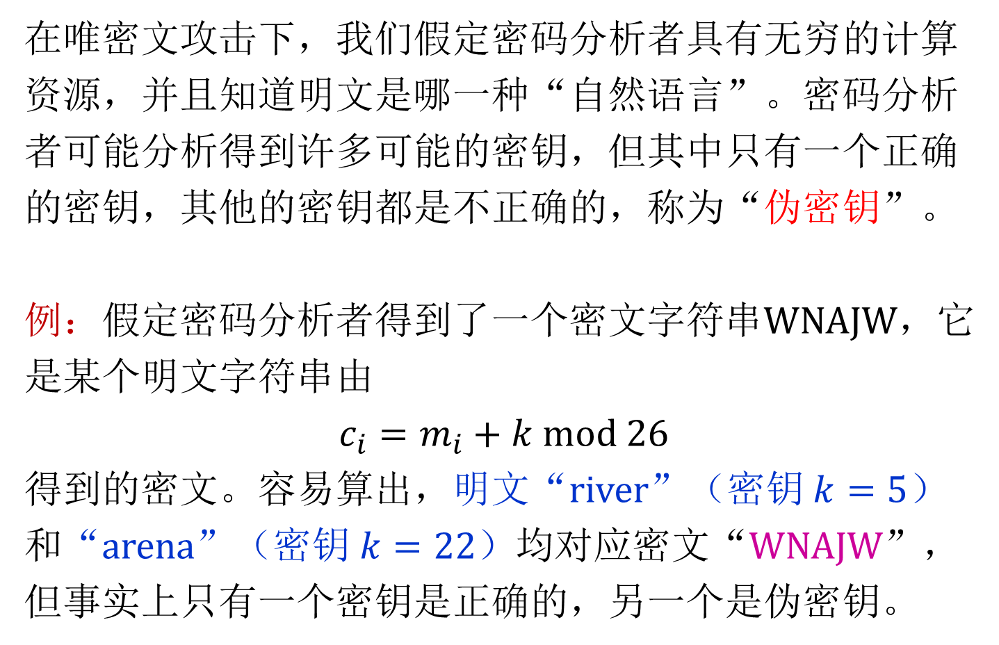 在唯密文攻击下，我们假定密码分析者具有无穷的计算
资源，并且知道明文是哪一种“自然语言”。密码分析
者可能分析得到许多可能的密钥，但其中只有一个正确
的密钥，其他的密钥都是不正确的，称为“伪密钥”。
例：假定密码分析者得到了一个密文字符串WNAJW，它
是某个明文字符串由
$c_i = m_i + k \bmod 26$
得到的密文。容易算出，明文“river”（密钥 k = 5）
和“arena”（密钥 k = 22）均对应密文“WNAJW”，
但事实上只有一个密钥是正确的，另一个是伪密钥。